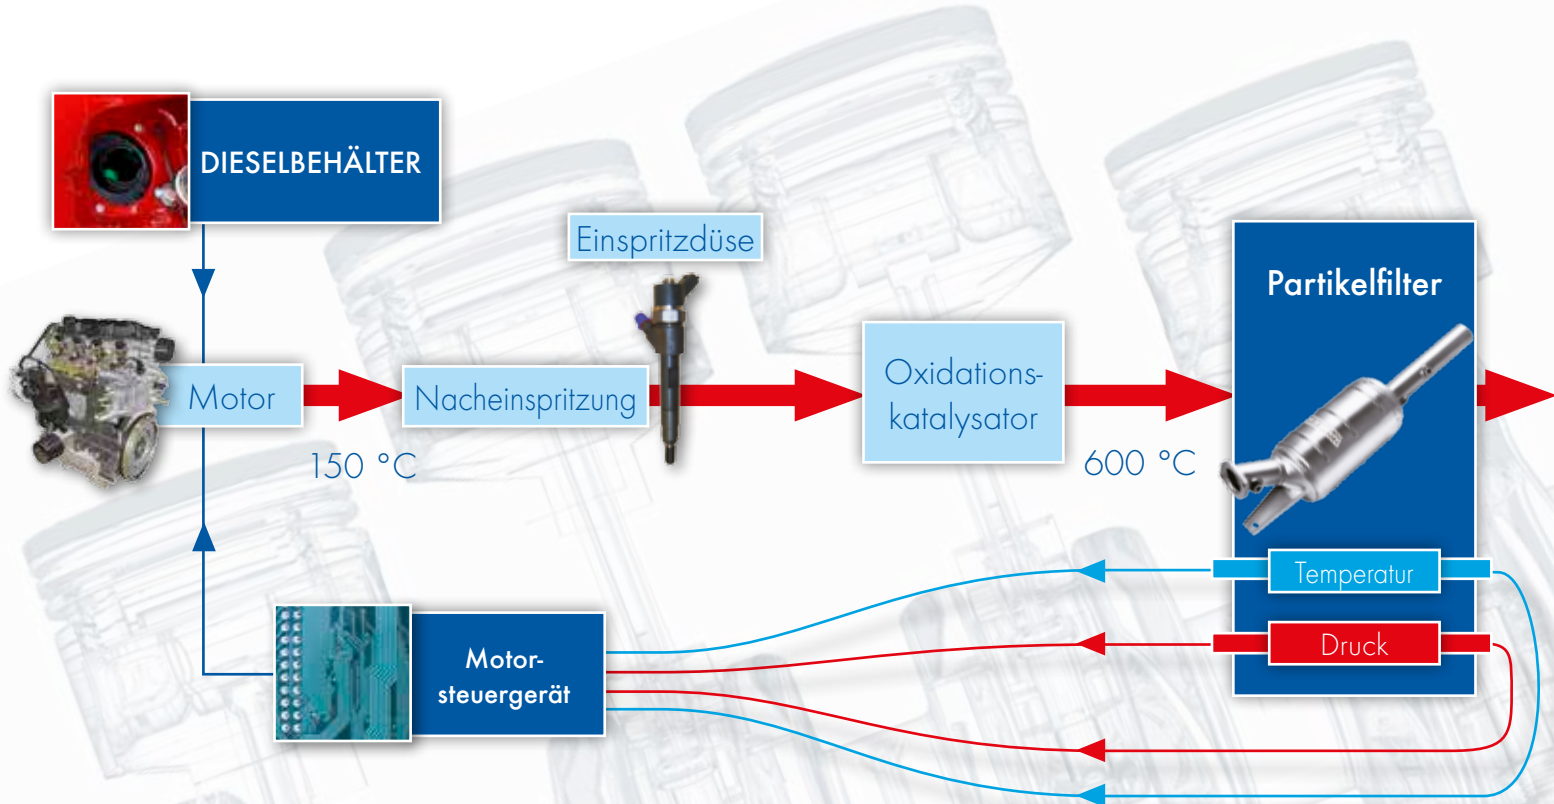 DIESELBEHÄLTER
Einspritzdüse
Partikelfilter
Motor
Nacheinspritzung
Oxidations-
katalysator
150 °C
600 °C
Temperatur
Druck
Motor-
steuergerät